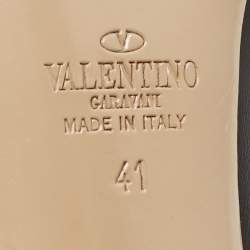 VALENTINO
GARAVANI
MADE IN ITALY
41